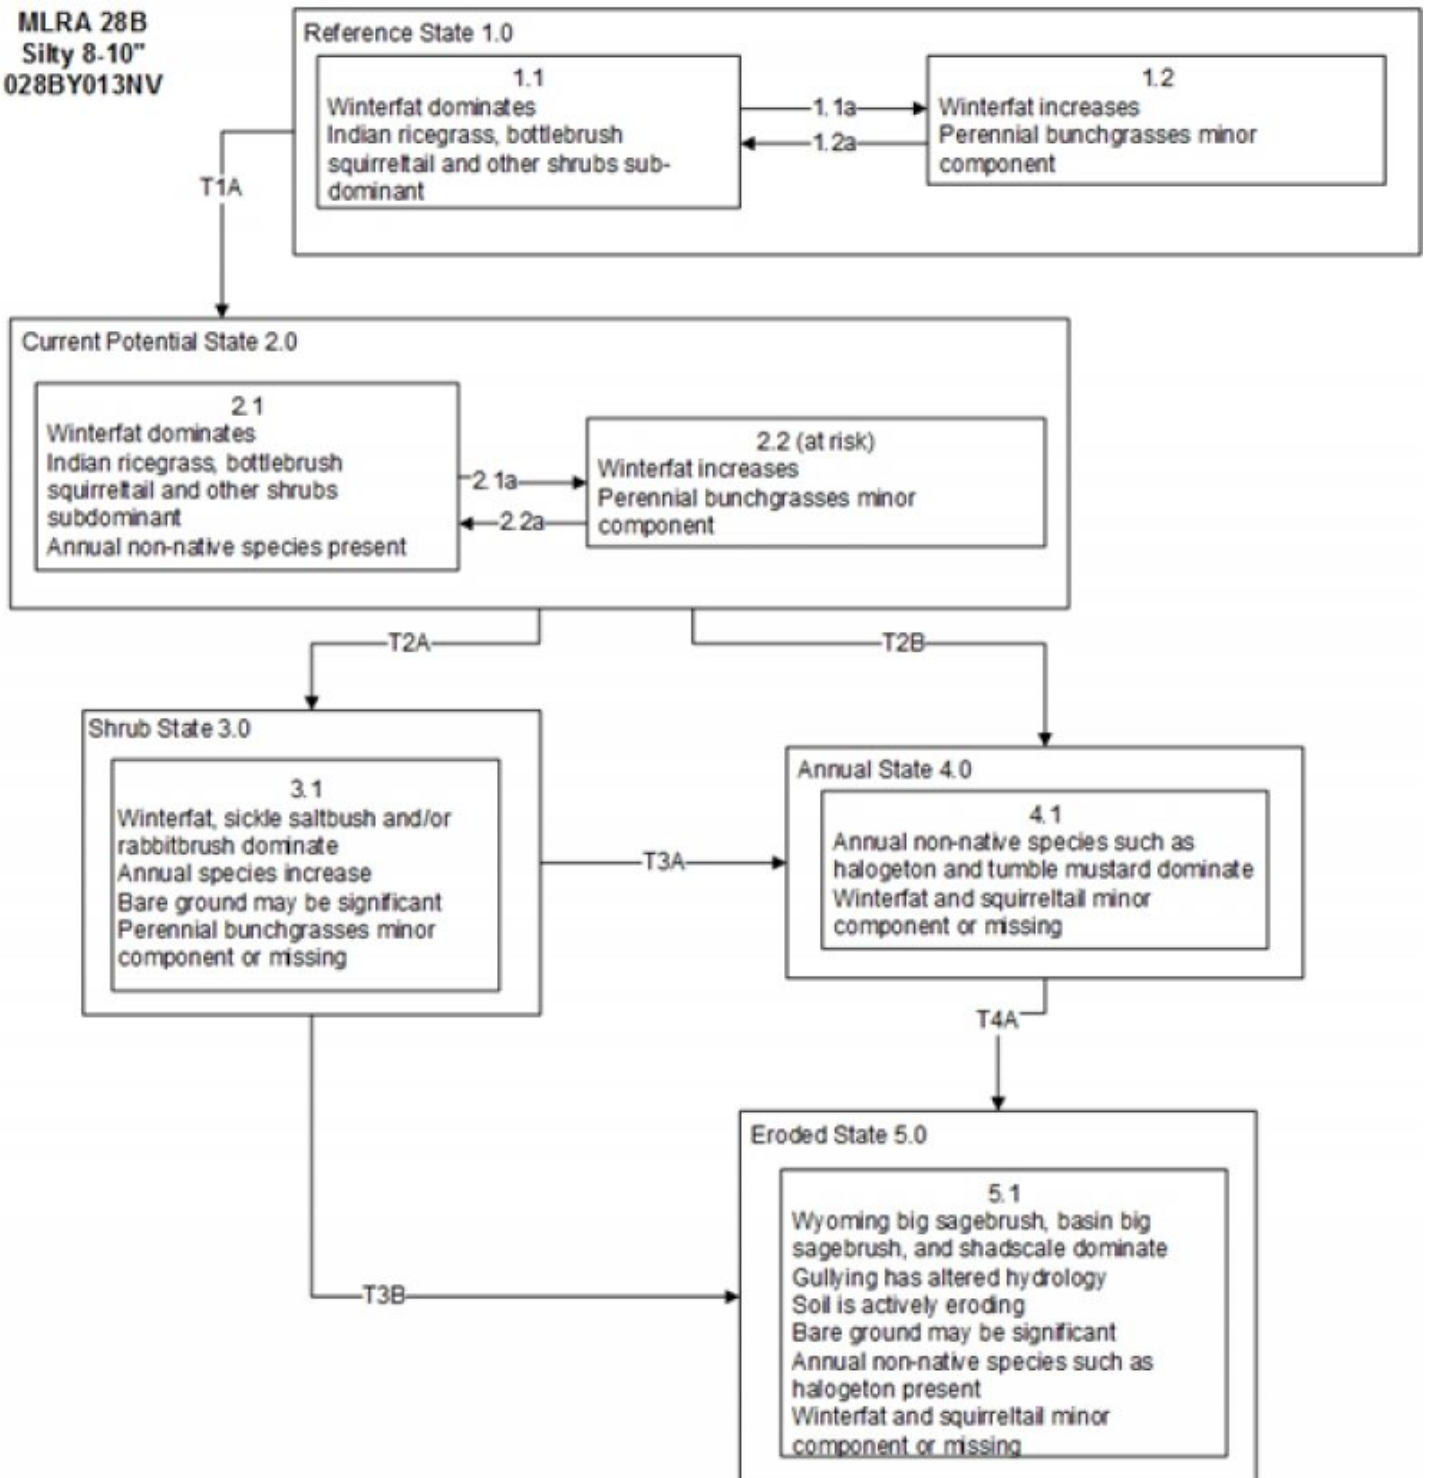 MLRA 28B
Silty 8-10"
028BY013NV
Reference State 1.0
1.1
Winterfat dominates
Indian ricegrass, bottlebrush
squirreltail and other shrubs sub-
dominant
1.1a
1.2a
1.2
Winterfat increases
Perennial bunchgrasses minor
component
T1A
Current Potential State 2.0
2.1
Winterfat dominates
Indian ricegrass, bottlebrush
squirreltail and other shrubs
subdominant
Annual non-native species present
2.1a
2.2a
2.2 (at risk)
Winterfat increases
Perennial bunchgrasses minor
component
T2A
T2B
Shrub State 3.0
3.1
Winterfat, sickle saltbush and/or
rabbitbrush dominate
Annual species increase
Bare ground may be significant
Perennial bunchgrasses minor
component or missing
T3A
Annual State 4.0
4.1
Annual non-native species such as
halogeton and tumble mustard dominate
Winterfat and squirreltail minor
component or missing
T4A
T3B
Eroded State 5.0
5.1
Wyoming big sagebrush, basin big
sagebrush, and shadscale dominate
Gullying has altered hydrology
Soil is actively eroding
Bare ground may be significant
Annual non-native species such as
halogeton present
Winterfat and squirreltail minor
component or missing